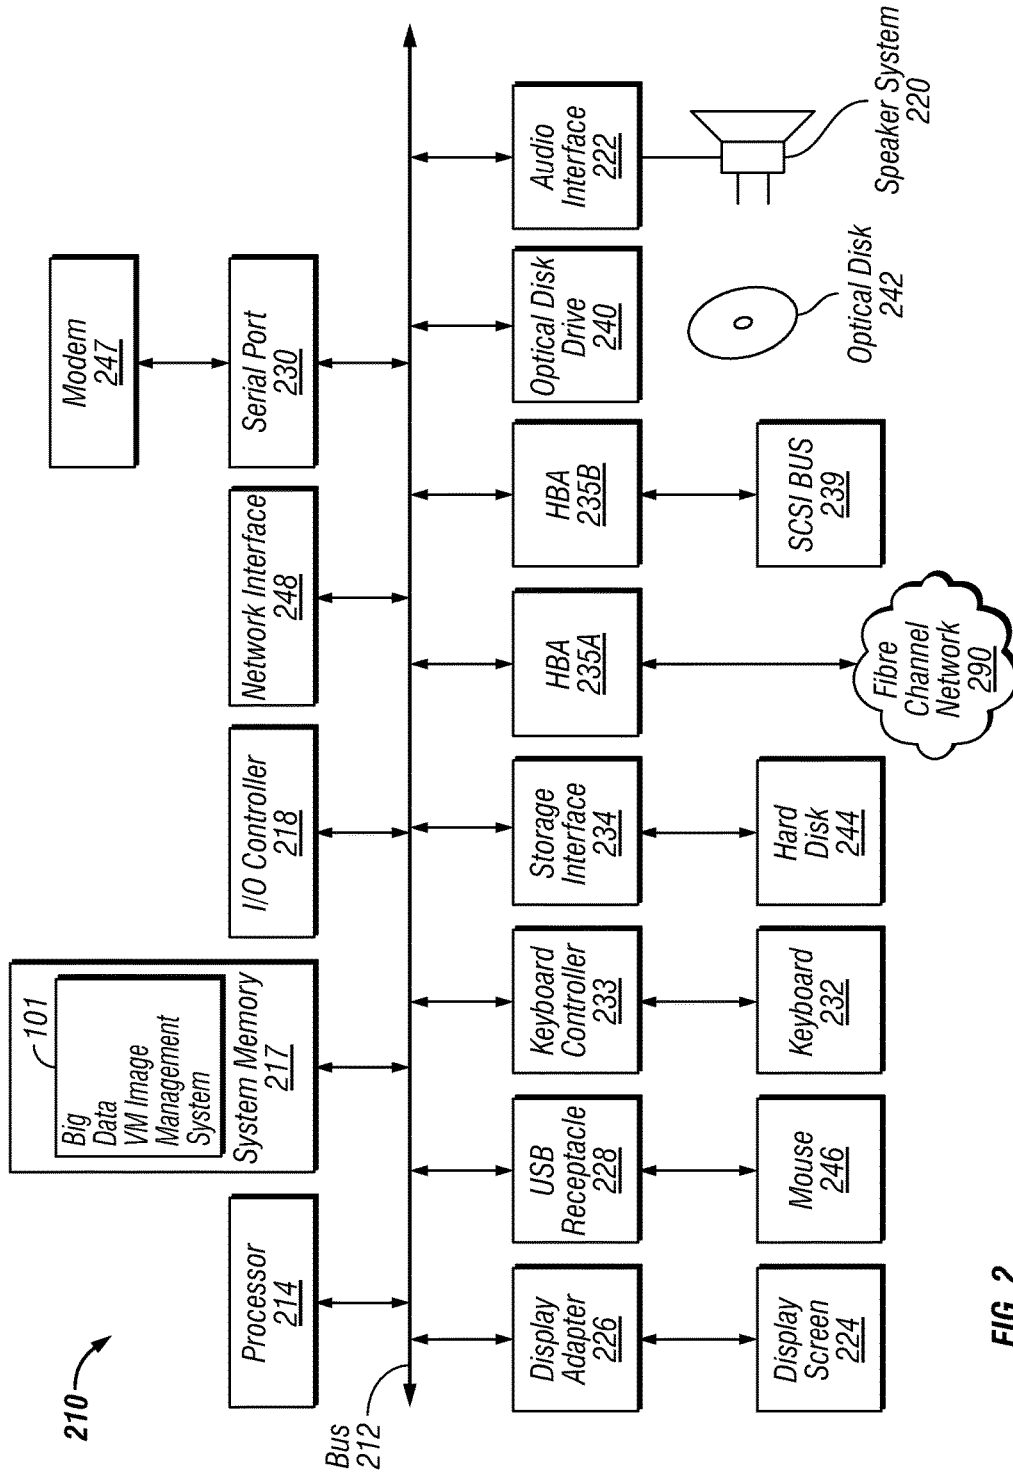 210
Processor
214
101
Big
Data
VM Image
Management
System
System Memory
217
I/O Controller
218
Network Interface
248
Modem
247
Serial Port
230
Bus
212
Display
Adapter
226
USB
Receptacle
228
Keyboard
Controller
233
Storage
Interface
234
HBA
235A
HBA
235B
Optical Disk
Drive
240
Audio
Interface
222
Display
Screen
224
Mouse
246
Keyboard
232
Hard
Disk
244
Fibre
Channel
Network
290
SCSI BUS
239
Optical Disk
242
Speaker System
220
FIG. 2